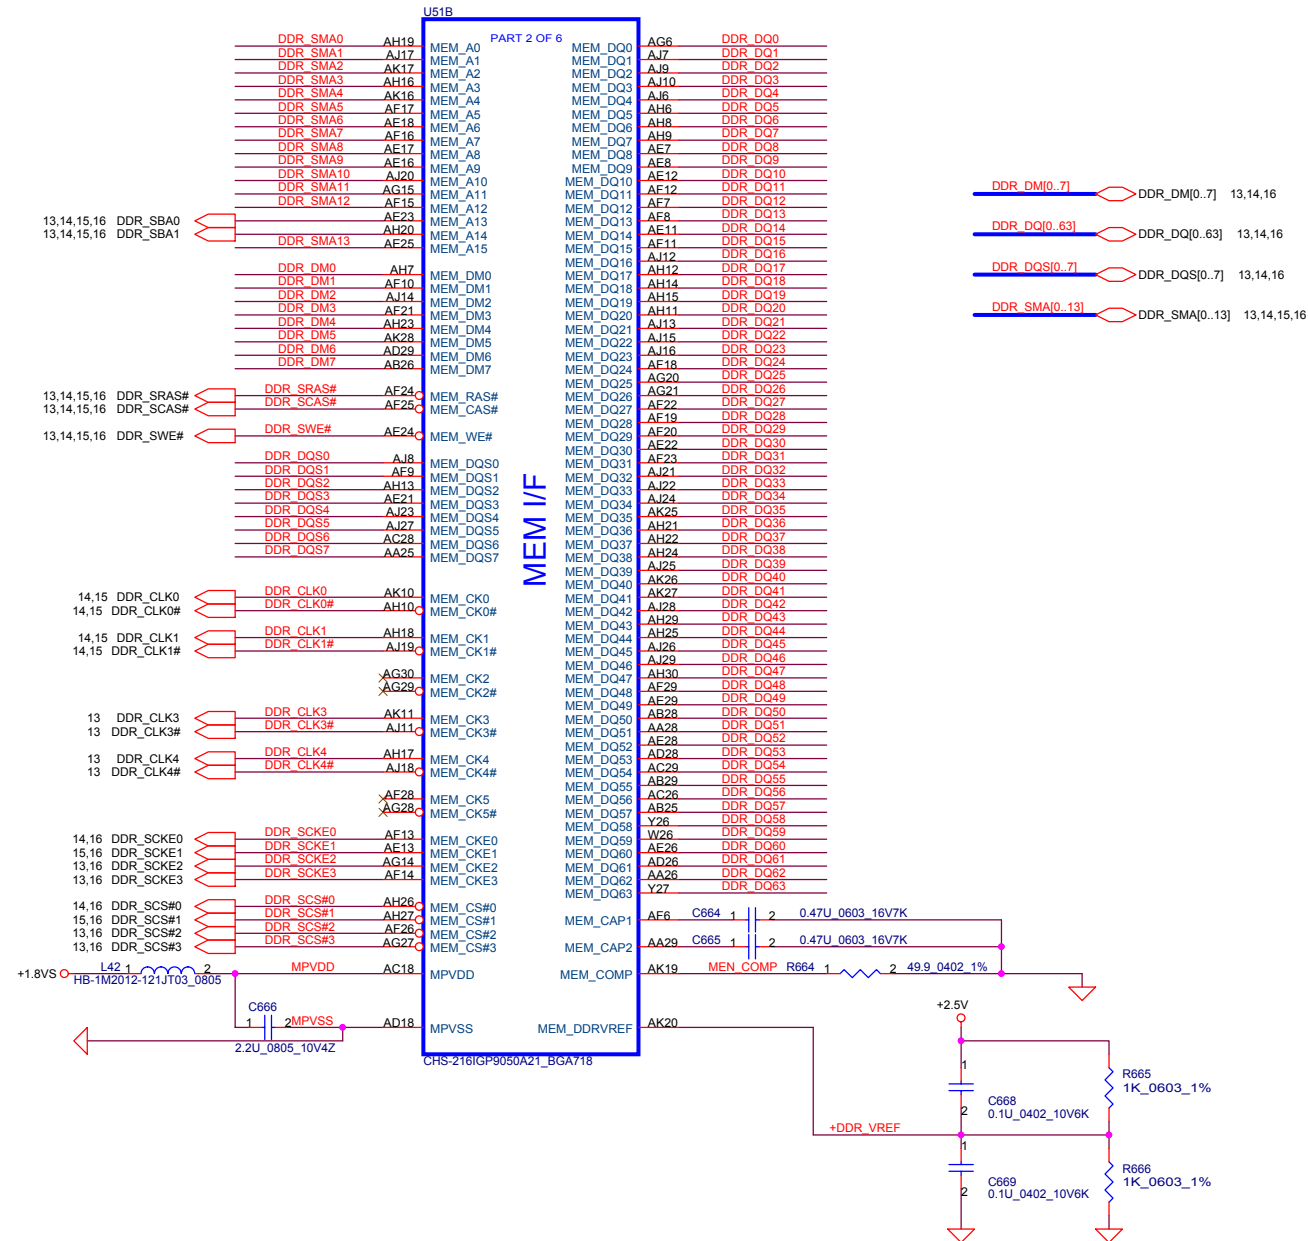 U51B
PART 2 OF 6
DDR_SMA0 AH19 MEM_A0 MEM_DQ0 AG6 DDR_DQ0
DDR_SMA1 AJ17 MEM_A1 MEM_DQ1 AJ7 DDR_DQ1
DDR_SMA2 AK17 MEM_A2 MEM_DQ2 AJ9 DDR_DQ2
DDR_SMA3 AH16 MEM_A3 MEM_DQ3 AJ10 DDR_DQ3
DDR_SMA4 AK16 MEM_A4 MEM_DQ4 AJ6 DDR_DQ4
DDR_SMA5 AF17 MEM_A5 MEM_DQ5 AH6 DDR_DQ5
DDR_SMA6 AE18 MEM_A6 MEM_DQ6 AH8 DDR_DQ6
DDR_SMA7 AF16 MEM_A7 MEM_DQ7 AH9 DDR_DQ7
DDR_SMA8 AE17 MEM_A8 MEM_DQ8 AE7 DDR_DQ8
DDR_SMA9 AE16 MEM_A9 MEM_DQ9 AE8 DDR_DQ9
DDR_SMA10 AJ20 MEM_A10 MEM_DQ10 AE12 DDR_DQ10
DDR_SMA11 AG15 MEM_A11 MEM_DQ11 AF12 DDR_DQ11
DDR_SMA12 AF15 MEM_A12 MEM_DQ12 AF7 DDR_DQ12
13,14,15,16 DDR_SBA0 AE23 MEM_A13 MEM_DQ13 AF8 DDR_DQ13
13,14,15,16 DDR_SBA1 AH20 MEM_A14 MEM_DQ14 AE11 DDR_DQ14
DDR_SMA13 AE25 MEM_A15 MEM_DQ15 AF11 DDR_DQ15
MEM_DQ16 AJ12 DDR_DQ16
DDR_DM0 AH7 MEM_DM0 MEM_DQ17 AH12 DDR_DQ17
DDR_DM1 AF10 MEM_DM1 MEM_DQ18 AH14 DDR_DQ18
DDR_DM2 AJ14 MEM_DM2 MEM_DQ19 AH15 DDR_DQ19
DDR_DM3 AF21 MEM_DM3 MEM_DQ20 AH11 DDR_DQ20
DDR_DM4 AH23 MEM_DM4 MEM_DQ21 AJ13 DDR_DQ21
DDR_DM5 AK28 MEM_DM5 MEM_DQ22 AJ15 DDR_DQ22
DDR_DM6 AD29 MEM_DM6 MEM_DQ23 AJ16 DDR_DQ23
DDR_DM7 AB26 MEM_DM7 MEM_DQ24 AF18 DDR_DQ24
MEM_DQ25 AG20 DDR_DQ25
13,14,15,16 DDR_SRAS# DDR_SRAS# AF24 MEM_RAS# MEM_DQ26 AG21 DDR_DQ26
13,14,15,16 DDR_SCAS# DDR_SCAS# AF25 MEM_CAS# MEM_DQ27 AF22 DDR_DQ27
MEM_DQ28 AF19 DDR_DQ28
13,14,15,16 DDR_SWE# DDR_SWE# AE24 MEM_WE# MEM_DQ29 AF20 DDR_DQ29
MEM_DQ30 AE22 DDR_DQ30
DDR_DQS0 AJ8 MEM_DQS0 MEM_DQ31 AF23 DDR_DQ31
DDR_DQS1 AF9 MEM_DQS1 MEM_DQ32 AJ21 DDR_DQ32
DDR_DQS2 AH13 MEM_DQS2 MEM_DQ33 AJ22 DDR_DQ33
DDR_DQS3 AE21 MEM_DQS3 MEM_DQ34 AJ24 DDR_DQ34
DDR_DQS4 AJ23 MEM_DQS4 MEM_DQ35 AK25 DDR_DQ35
DDR_DQS5 AJ27 MEM_DQS5 MEM_DQ36 AH21 DDR_DQ36
DDR_DQS6 AC28 MEM_DQS6 MEM_DQ37 AH22 DDR_DQ37
DDR_DQS7 AA25 MEM_DQS7 MEM_DQ38 AH24 DDR_DQ38
MEM_DQ39 AJ25 DDR_DQ39
MEM I/F
MEM_DQ40 AK26 DDR_DQ40
14,15 DDR_CLK0 DDR_CLK0 AK10 MEM_CK0 MEM_DQ41 AK27 DDR_DQ41
14,15 DDR_CLK0# DDR_CLK0# AH10 MEM_CK0# MEM_DQ42 AJ28 DDR_DQ42
MEM_DQ43 AH29 DDR_DQ43
14,15 DDR_CLK1 DDR_CLK1 AH18 MEM_CK1 MEM_DQ44 AH25 DDR_DQ44
14,15 DDR_CLK1# DDR_CLK1# AJ19 MEM_CK1# MEM_DQ45 AJ26 DDR_DQ45
MEM_DQ46 AJ29 DDR_DQ46
AG30 MEM_CK2 MEM_DQ47 AH30 DDR_DQ47
AG29 MEM_CK2# MEM_DQ48 AF29 DDR_DQ48
MEM_DQ49 AE29 DDR_DQ49
13 DDR_CLK3 DDR_CLK3 AK11 MEM_CK3 MEM_DQ50 AB28 DDR_DQ50
13 DDR_CLK3# DDR_CLK3# AJ11 MEM_CK3# MEM_DQ51 AA28 DDR_DQ51
MEM_DQ52 AE28 DDR_DQ52
13 DDR_CLK4 DDR_CLK4 AH17 MEM_CK4 MEM_DQ53 AD28 DDR_DQ53
13 DDR_CLK4# DDR_CLK4# AJ18 MEM_CK4# MEM_DQ54 AC29 DDR_DQ54
MEM_DQ55 AB29 DDR_DQ55
AF28 MEM_CK5 MEM_DQ56 AC26 DDR_DQ56
AG28 MEM_CK5# MEM_DQ57 AB25 DDR_DQ57
MEM_DQ58 Y26 DDR_DQ58
14,16 DDR_SCKE0 DDR_SCKE0 AF13 MEM_CKE0 MEM_DQ59 W26 DDR_DQ59
15,16 DDR_SCKE1 DDR_SCKE1 AE13 MEM_CKE1 MEM_DQ60 AE26 DDR_DQ60
13,16 DDR_SCKE2 DDR_SCKE2 AG14 MEM_CKE2 MEM_DQ61 AD26 DDR_DQ61
13,16 DDR_SCKE3 DDR_SCKE3 AF14 MEM_CKE3 MEM_DQ62 AA26 DDR_DQ62
MEM_DQ63 Y27 DDR_DQ63
14,16 DDR_SCS#0 DDR_SCS#0 AH26 MEM_CS#0
15,16 DDR_SCS#1 DDR_SCS#1 AH27 MEM_CS#1 MEM_CAP1 AF6 C664 1 2 0.47U_0603_16V7K
13,16 DDR_SCS#2 DDR_SCS#2 AF26 MEM_CS#2
13,16 DDR_SCS#3 DDR_SCS#3 AG27 MEM_CS#3 MEM_CAP2 AA29 C665 1 2 0.47U_0603_16V7K
+1.8VS L42 1 2 MPVDD AC18 MPVDD MEM_COMP AK19 MEN_COMP R664 1 2 49.9_0402_1%
HB-1M2012-121JT03_0805
C666
1 2 MPVSS AD18 MPVSS MEM_DDRVREF AK20
2.2U_0805_10V4Z
CHS-216IGP9050A21_BGA718
DDR_DM[0..7] DDR_DM[0..7] 13,14,16
DDR_DQ[0..63] DDR_DQ[0..63] 13,14,16
DDR_DQS[0..7] DDR_DQS[0..7] 13,14,16
DDR_SMA[0..13] DDR_SMA[0..13] 13,14,15,16
+2.5V
1
R665
1K_0603_1%
C668
2
0.1U_0402_10V6K
+DDR_VREF
1
R666
1K_0603_1%
C669
2
0.1U_0402_10V6K